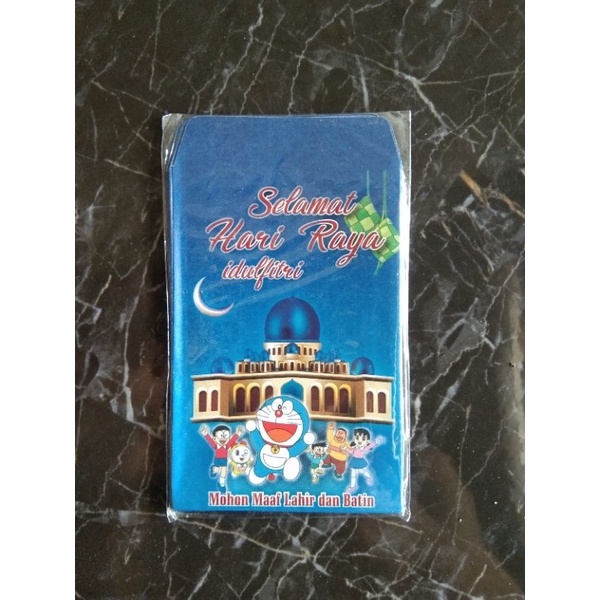 Selamat
Hari Raya
idulfitri
Mohon Maaf Lahir dan Batin